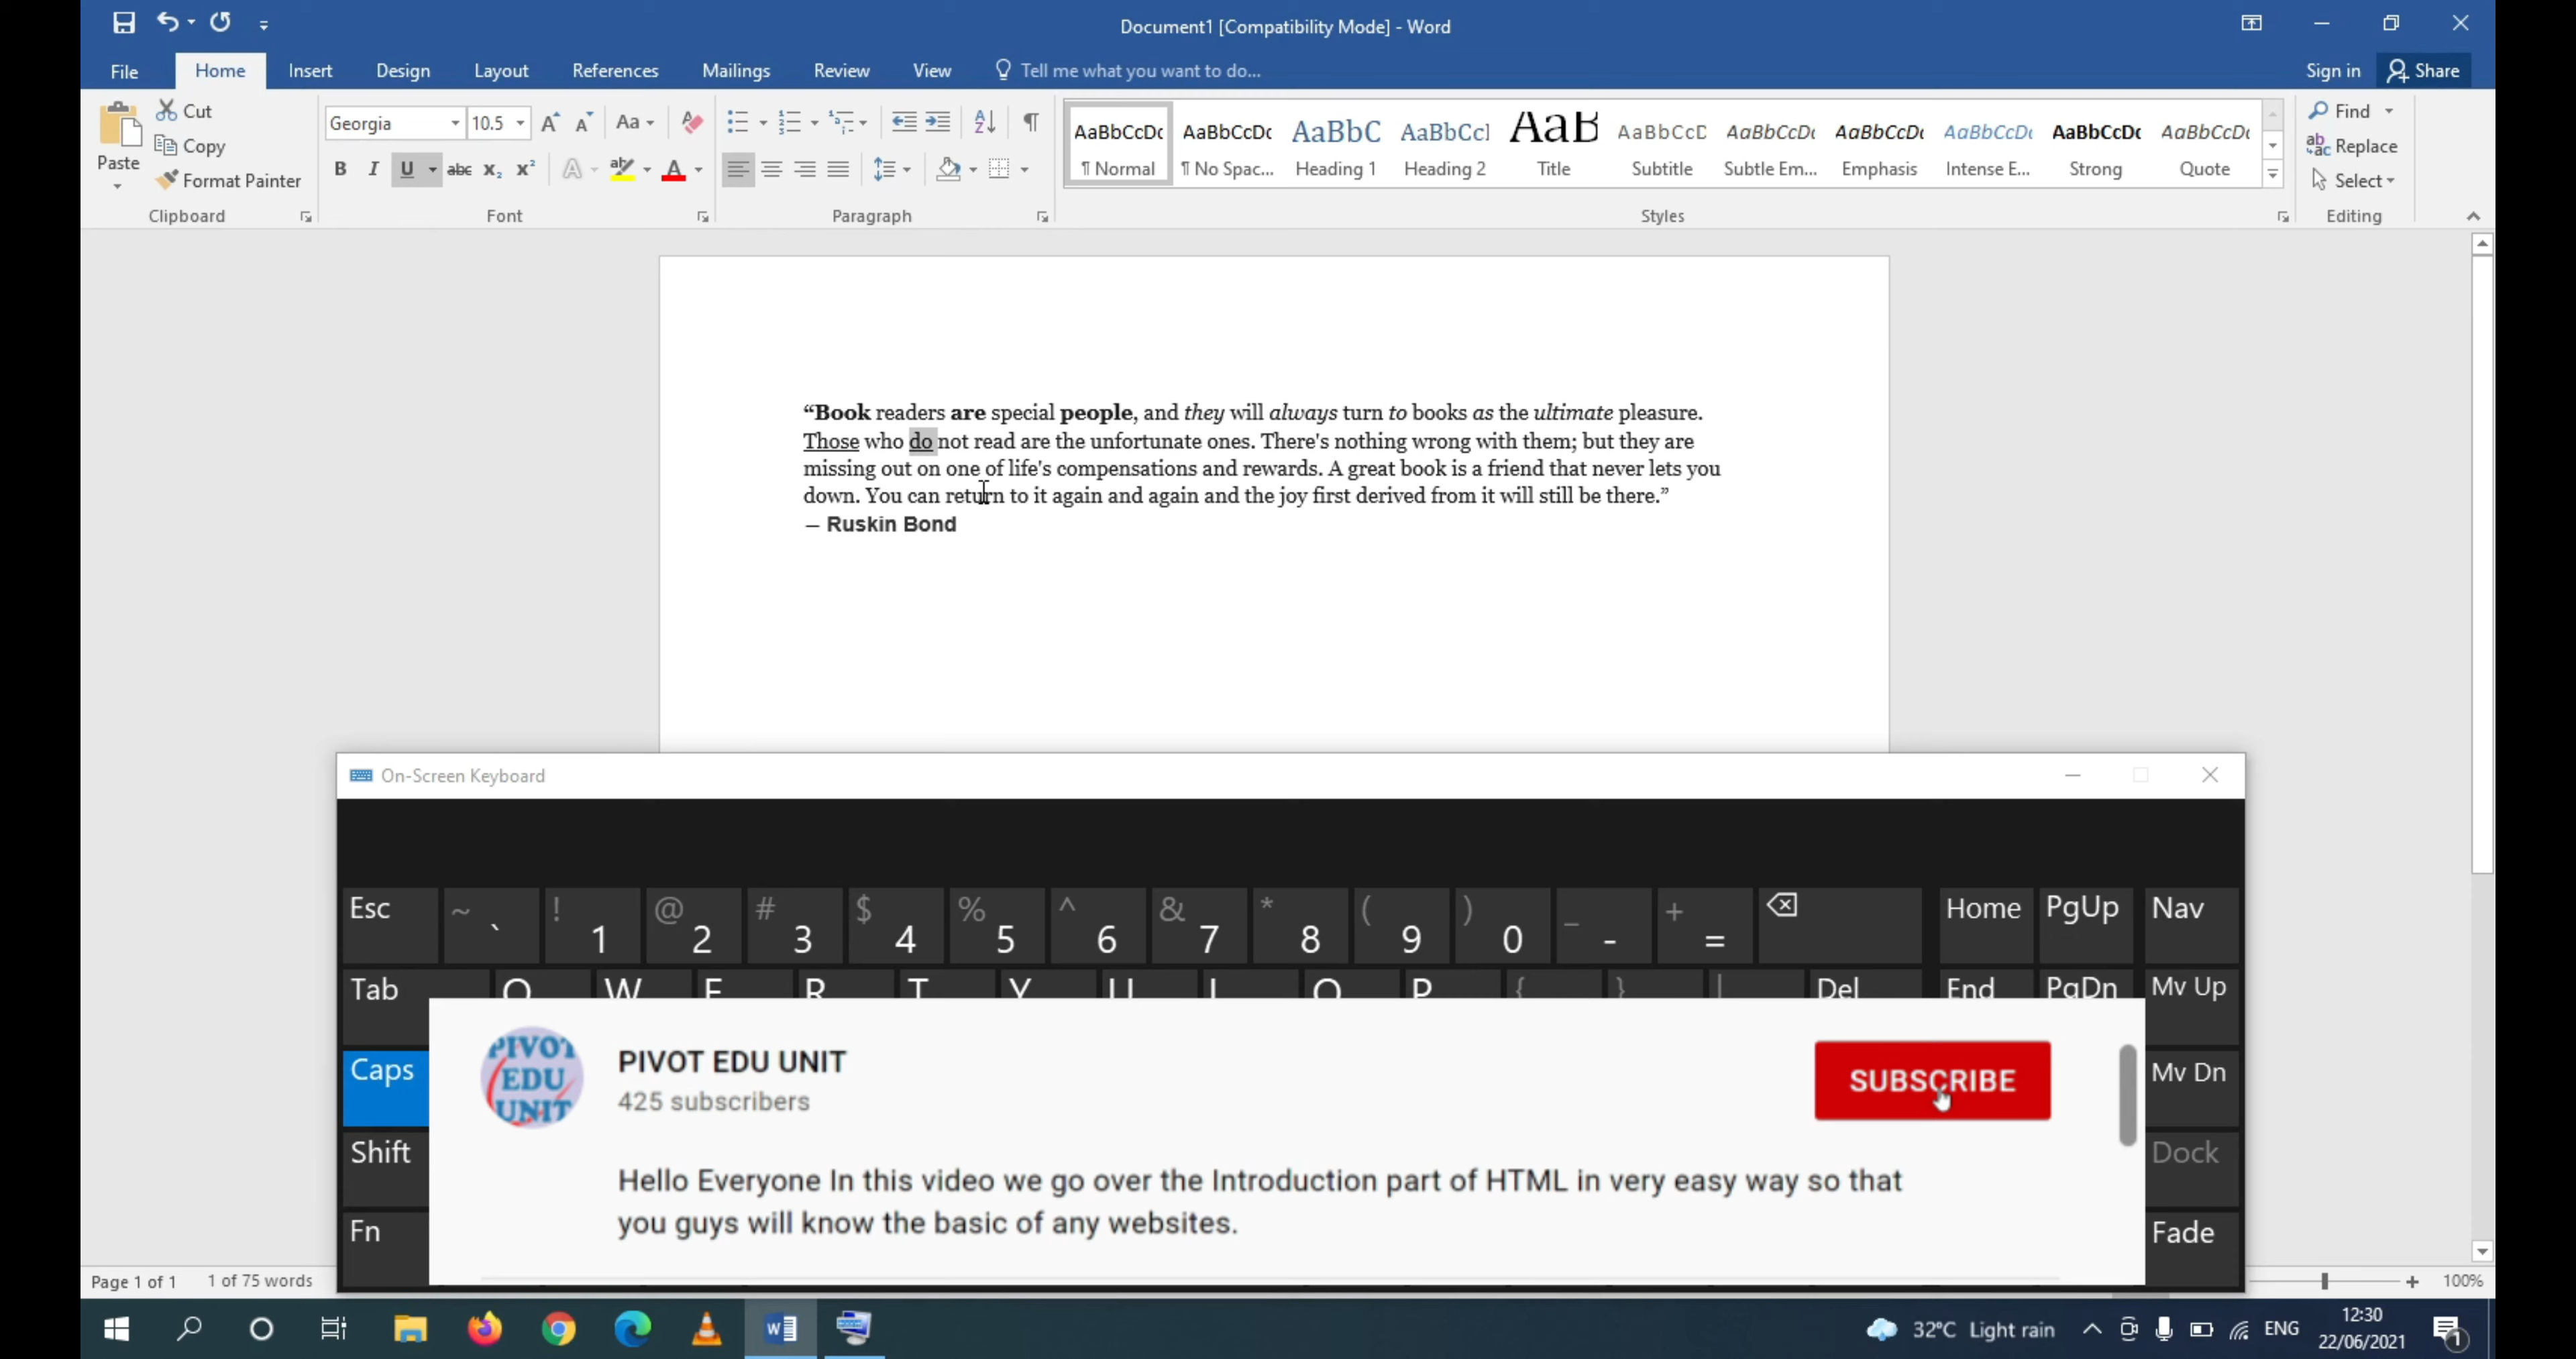 Document1 [Compatibility Mode] - Word
File Home Insert Design Layout References Mailings Review View Tell me what you want to do... Sign in Share
Cut
Copy
Format Painter
Paste
Clipboard
Georgia 10.5 Aa
B I U abc x₂ x² A ab A
Font
Paragraph
AaBbCcDc AaBbCcDc AaBbC AaBbCcI AaB AaBbCcD AaBbCcDc AaBbCcDc AaBbCcDc AaBbCcDc AaBbCcDc
¶ Normal ¶ No Spac... Heading 1 Heading 2 Title Subtitle Subtle Em... Emphasis Intense E... Strong Quote
Styles
Find
Replace
Select
Editing
“Book readers are special people, and they will always turn to books as the ultimate pleasure.
Those who do not read are the unfortunate ones. There's nothing wrong with them; but they are
missing out on one of life's compensations and rewards. A great book is a friend that never lets you
down. You can return to it again and again and the joy first derived from it will still be there.”
― Ruskin Bond
On-Screen Keyboard
Esc ~ ` ! 1 @ 2 # 3 $ 4 % 5 ^ 6 & 7 * 8 ( 9 ) 0 _ - + = Home PgUp Nav
Tab Q W E R T Y U I O P { } | Del End PgDn Mv Up
Caps Mv Dn
Shift Dock
Fn Fade
PIVOT EDU UNIT
PIVOT EDU UNIT
425 subscribers
SUBSCRIBE
Hello Everyone In this video we go over the Introduction part of HTML in very easy way so that
you guys will know the basic of any websites.
Page 1 of 1 1 of 75 words 100%
32°C Light rain ENG 12:30
22/06/2021
1